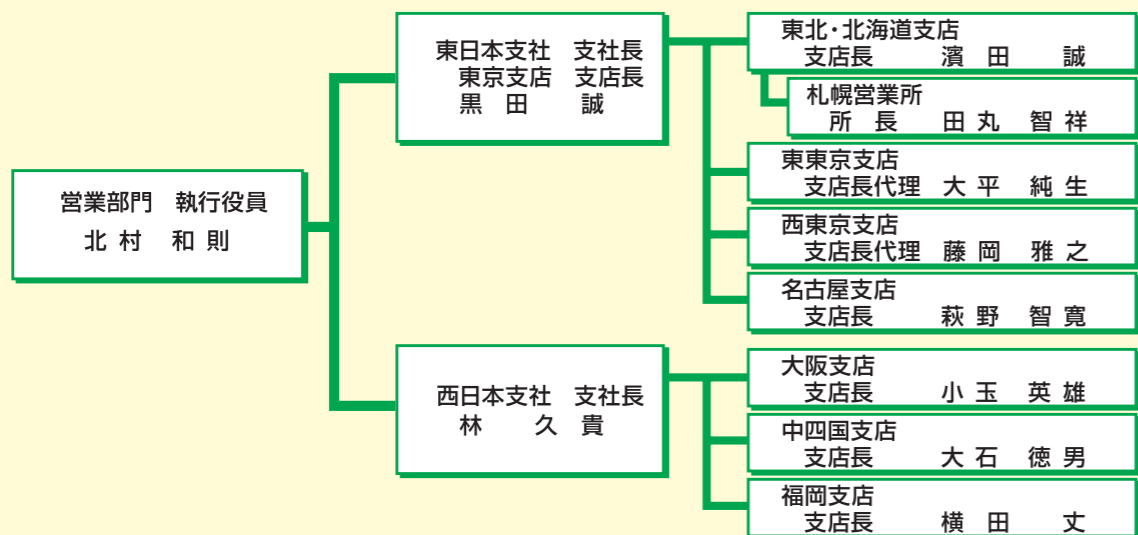 営業部門 執行役員
北村 和則
東日本支社 支社長
東京支店 支店長
黒田 誠
東北・北海道支店
支店長 濱田 誠
札幌営業所
所長 田丸 智祥
東東京支店
支店長代理 大平 純生
西東京支店
支店長代理 藤岡 雅之
名古屋支店
支店長 萩野 智寛
西日本支社 支社長
林 久貴
大阪支店
支店長 小玉 英雄
中四国支店
支店長 大石 徳男
福岡支店
支店長 横田 丈